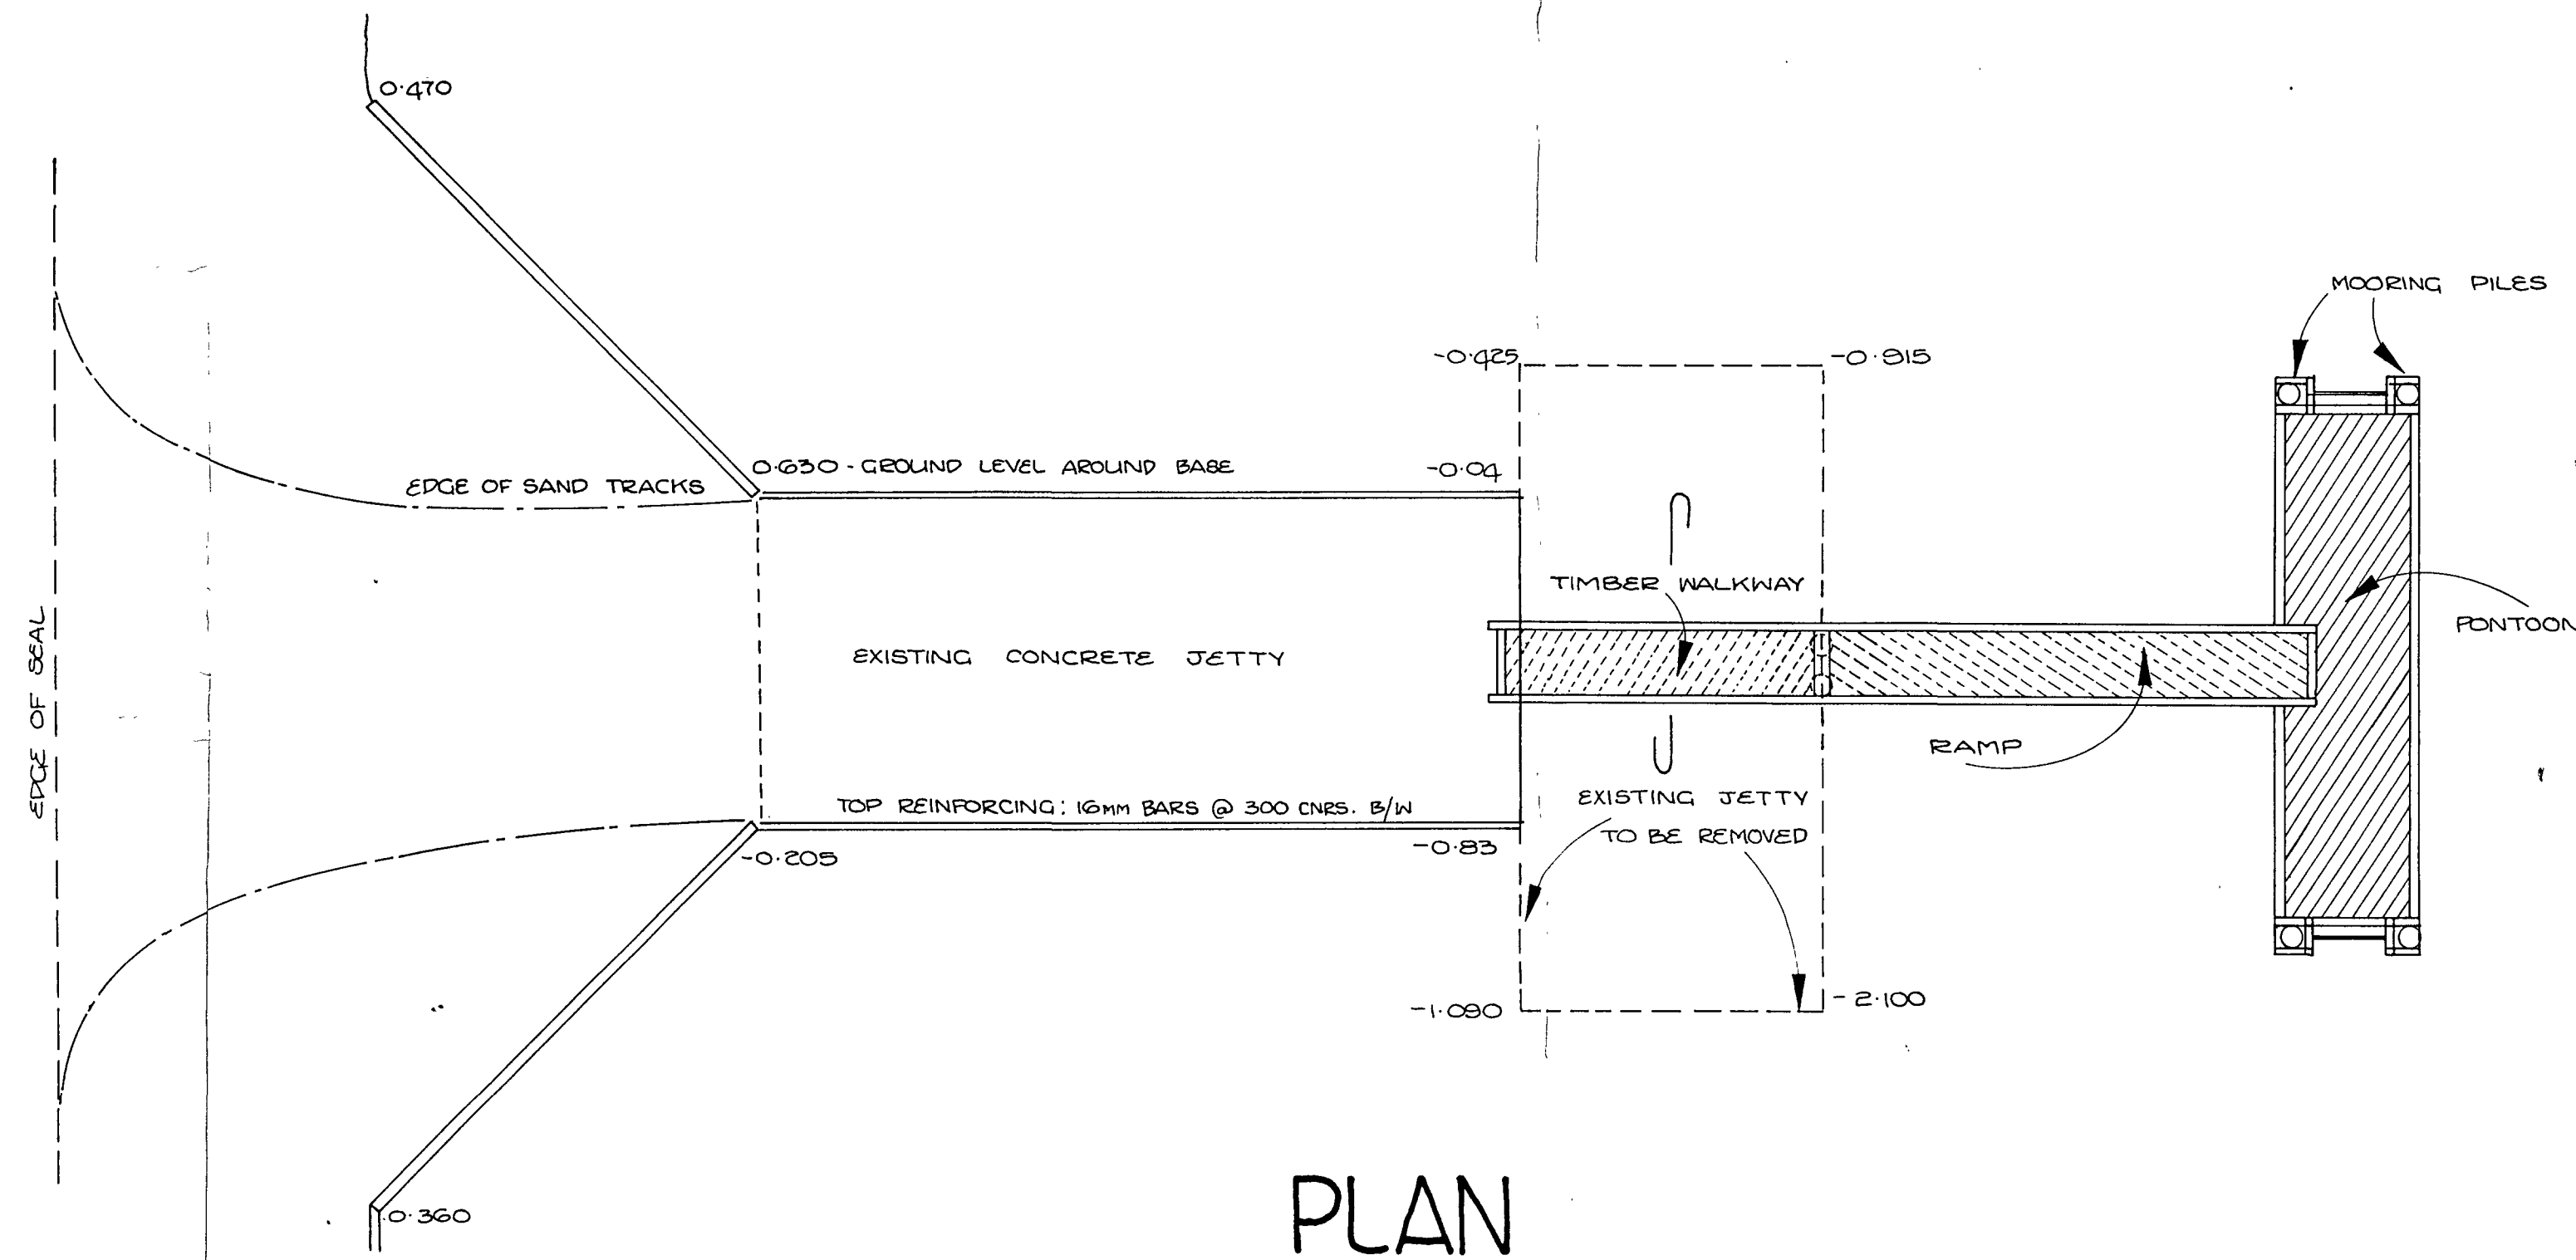 0.470
MOORING PILES
-0.425
-0.915
0.630 - GROUND LEVEL AROUND BASE
-0.04
EDGE OF SAND TRACKS
TIMBER WALKWAY
PONTOON
EDGE OF SEAL
EXISTING CONCRETE JETTY
RAMP
TOP REINFORCING: 16MM BARS @ 300 CNRS. B/W
EXISTING JETTY
TO BE REMOVED
-0.205
-0.83
-1.090
-2.100
0.360
PLAN